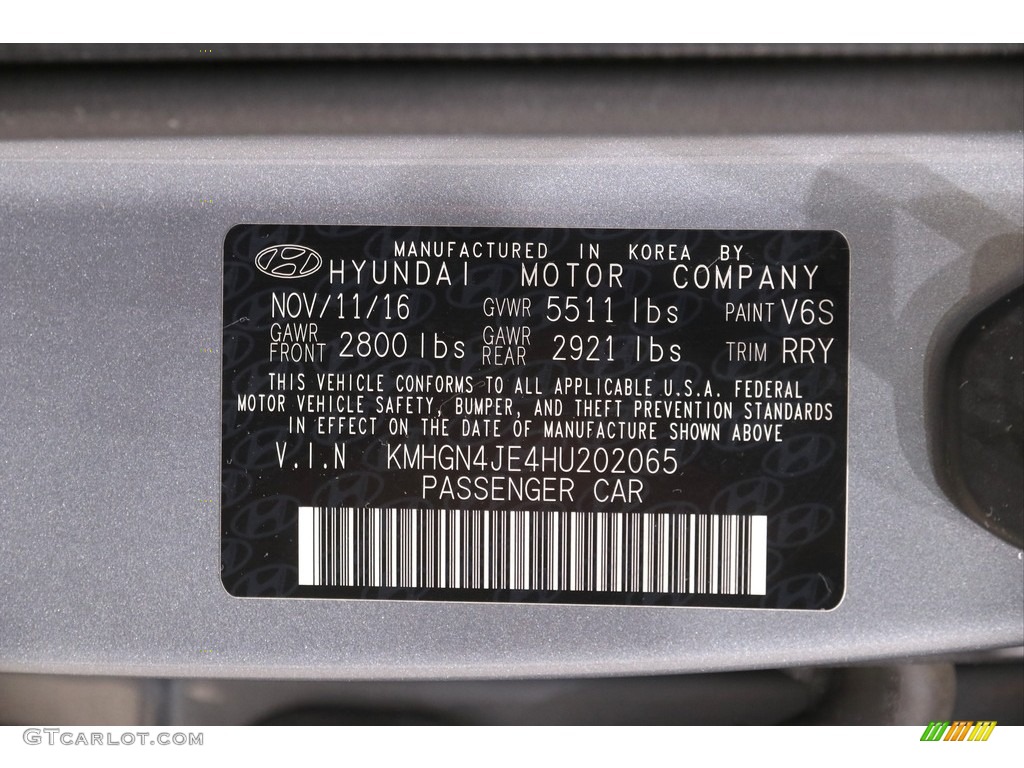 MANUFACTURED IN KOREA BY
HYUNDAI MOTOR COMPANY
NOV/11/16 GVWR 5511 lbs PAINT V6S
GAWR FRONT 2800 lbs GAWR REAR 2921 lbs TRIM RRY
THIS VEHICLE CONFORMS TO ALL APPLICABLE U.S.A. FEDERAL
MOTOR VEHICLE SAFETY, BUMPER, AND THEFT PREVENTION STANDARDS
IN EFFECT ON THE DATE OF MANUFACTURE SHOWN ABOVE
V.I.N KMHGN4JE4HU202065
PASSENGER CAR
GTCarlot.com